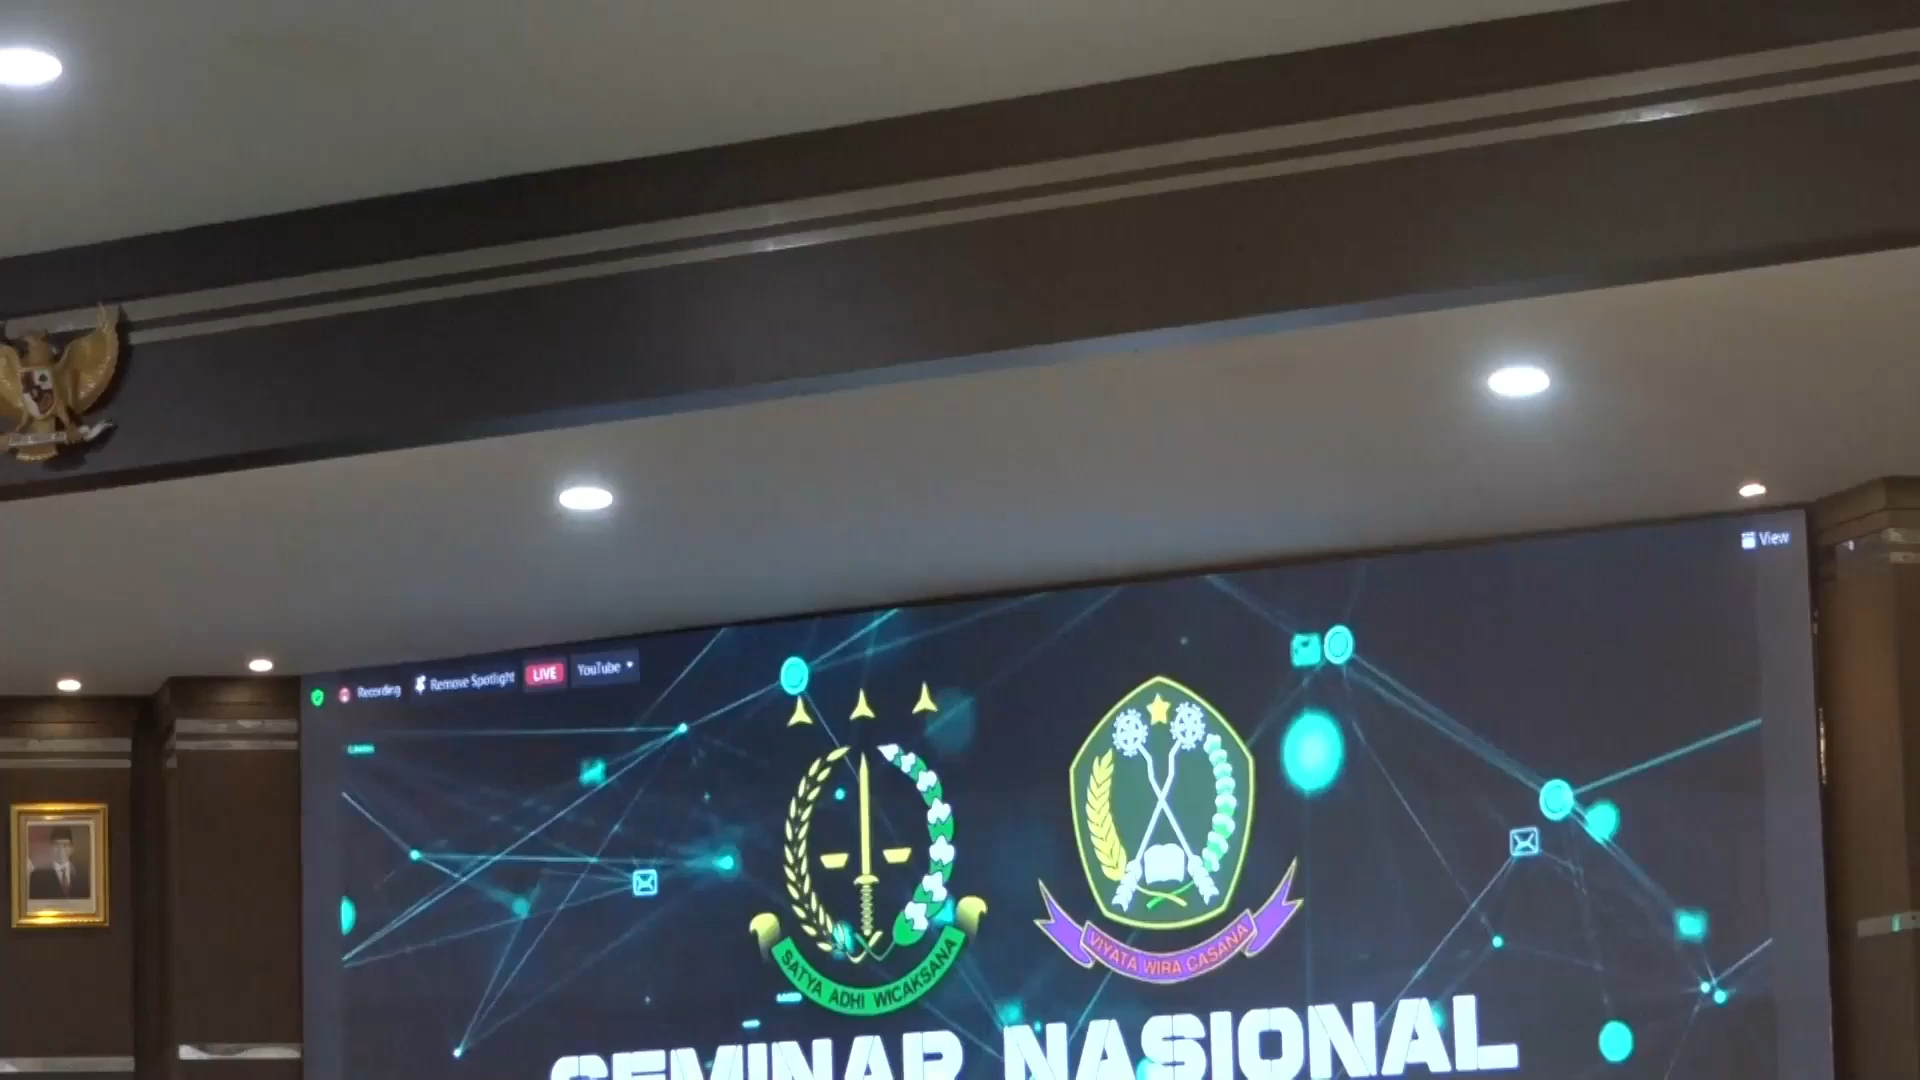 View
Recording
Remove Spotlight
LIVE
YouTube
SATYA ADHI WICAKSANA
VIYATA WIRA CASANA
SEMINAR NASIONAL